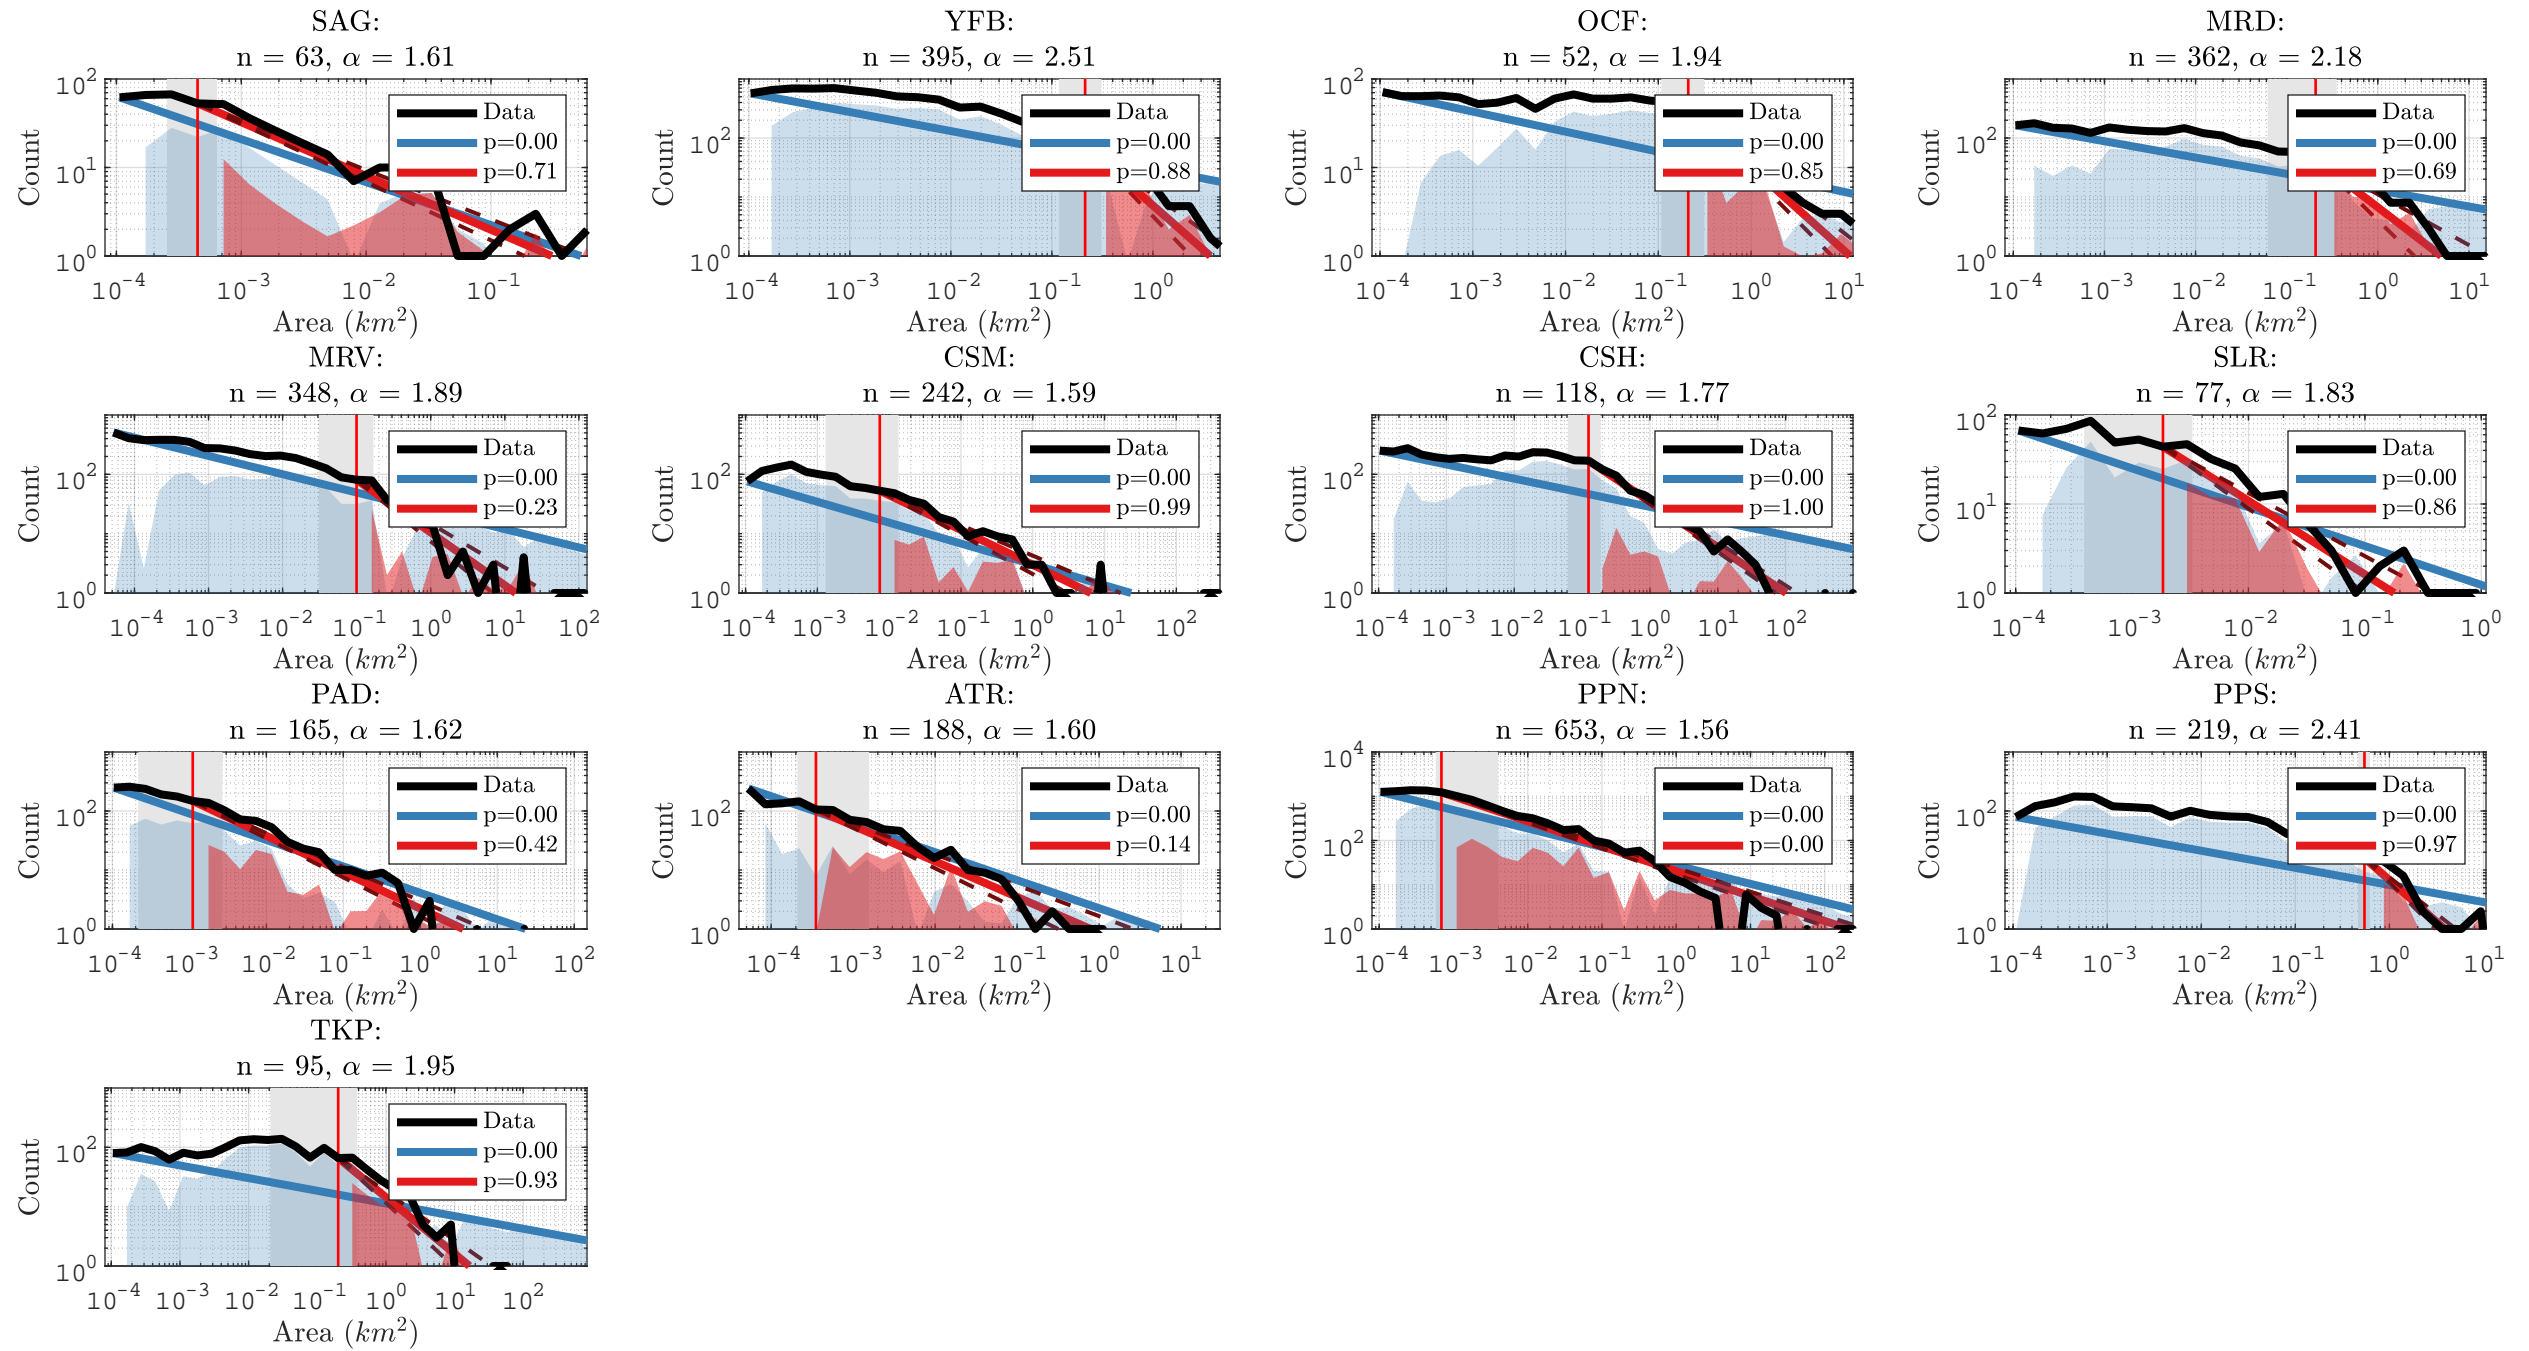 SAG:
n = 63, α = 1.61
Count
10^2
10^1
10^0
Data
p=0.00
p=0.71
10^-4 10^-3 10^-2 10^-1
Area (km^2)
YFB:
n = 395, α = 2.51
Count
10^2
10^0
Data
p=0.00
p=0.88
10^-4 10^-3 10^-2 10^-1 10^0
Area (km^2)
OCF:
n = 52, α = 1.94
Count
10^2
10^1
10^0
Data
p=0.00
p=0.85
10^-4 10^-3 10^-2 10^-1 10^0 10^1
Area (km^2)
MRD:
n = 362, α = 2.18
Count
10^2
10^0
Data
p=0.00
p=0.69
10^-4 10^-3 10^-2 10^-1 10^0 10^1
Area (km^2)
MRV:
n = 348, α = 1.89
Count
10^2
10^0
Data
p=0.00
p=0.23
10^-4 10^-3 10^-2 10^-1 10^0 10^1 10^2
Area (km^2)
CSM:
n = 242, α = 1.59
Count
10^2
10^0
Data
p=0.00
p=0.99
10^-4 10^-3 10^-2 10^-1 10^0 10^1 10^2
Area (km^2)
CSH:
n = 118, α = 1.77
Count
10^2
10^0
Data
p=0.00
p=1.00
10^-4 10^-3 10^-2 10^-1 10^0 10^1 10^2
Area (km^2)
SLR:
n = 77, α = 1.83
Count
10^2
10^1
10^0
Data
p=0.00
p=0.86
10^-4 10^-3 10^-2 10^-1 10^0
Area (km^2)
PAD:
n = 165, α = 1.62
Count
10^2
10^0
Data
p=0.00
p=0.42
10^-4 10^-3 10^-2 10^-1 10^0 10^1 10^2
Area (km^2)
ATR:
n = 188, α = 1.60
Count
10^2
10^0
Data
p=0.00
p=0.14
10^-4 10^-3 10^-2 10^-1 10^0 10^1
Area (km^2)
PPN:
n = 653, α = 1.56
Count
10^4
10^2
10^0
Data
p=0.00
p=0.00
10^-4 10^-3 10^-2 10^-1 10^0 10^1 10^2
Area (km^2)
PPS:
n = 219, α = 2.41
Count
10^2
10^0
Data
p=0.00
p=0.97
10^-4 10^-3 10^-2 10^-1 10^0 10^1
Area (km^2)
TKP:
n = 95, α = 1.95
Count
10^2
10^0
Data
p=0.00
p=0.93
10^-4 10^-3 10^-2 10^-1 10^0 10^1 10^2
Area (km^2)